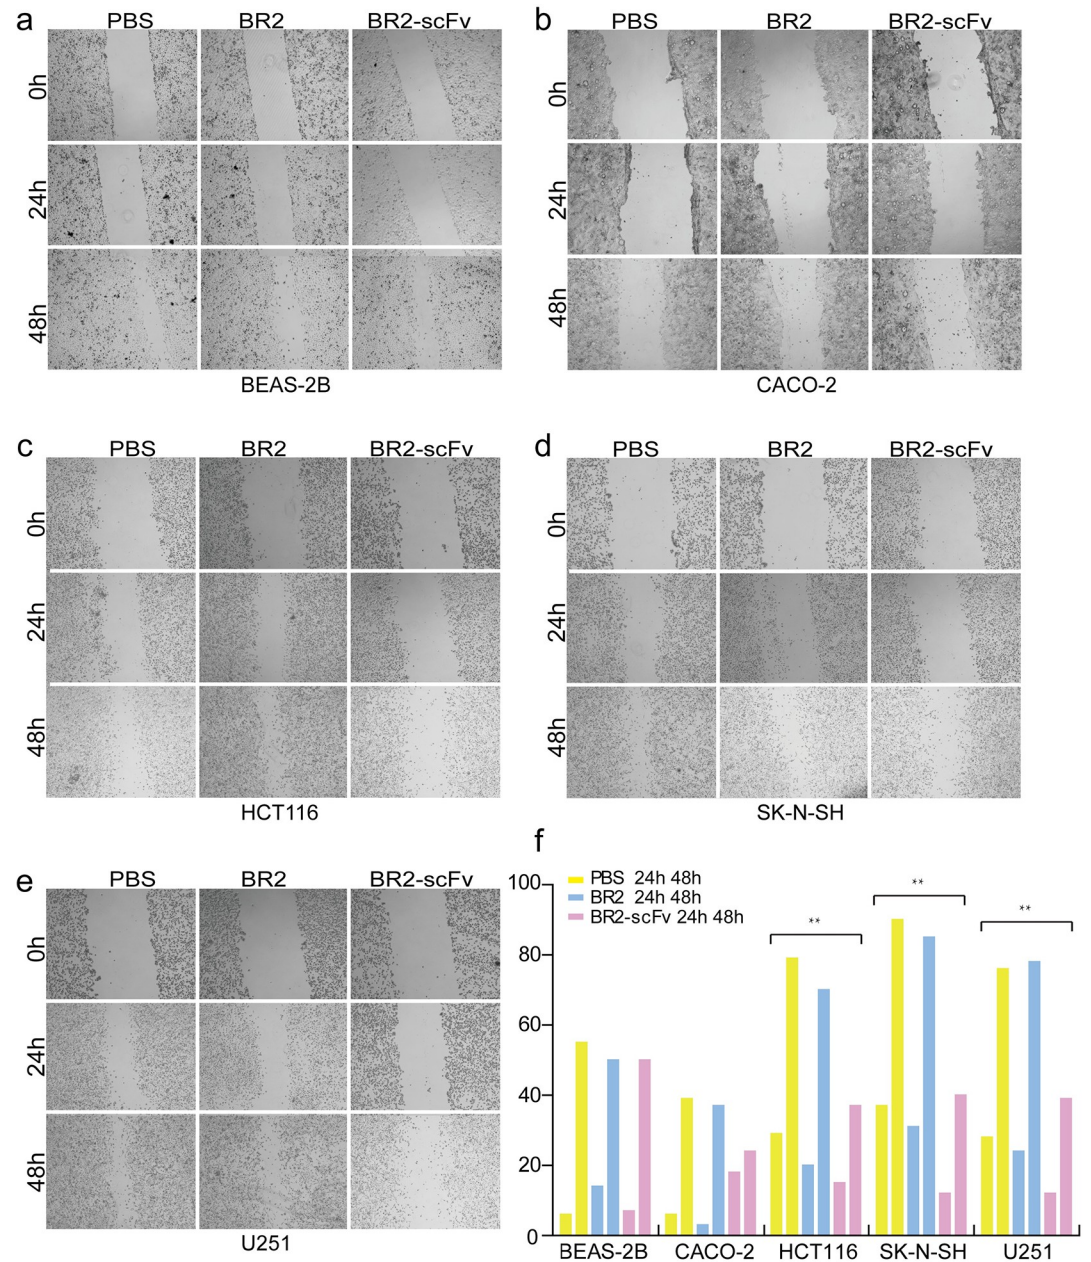 a
PBS BR2 BR2-scFv
0h
24h
48h
BEAS-2B
b
PBS BR2 BR2-scFv
0h
24h
48h
CACO-2
c
PBS BR2 BR2-scFv
0h
24h
48h
HCT116
d
PBS BR2 BR2-scFv
0h
24h
48h
SK-N-SH
e
PBS BR2 BR2-scFv
0h
24h
48h
U251
f
PBS 24h 48h
BR2 24h 48h
BR2-scFv 24h 48h
100
80
60
40
20
0
**
**
**
BEAS-2B CACO-2 HCT116 SK-N-SH U251